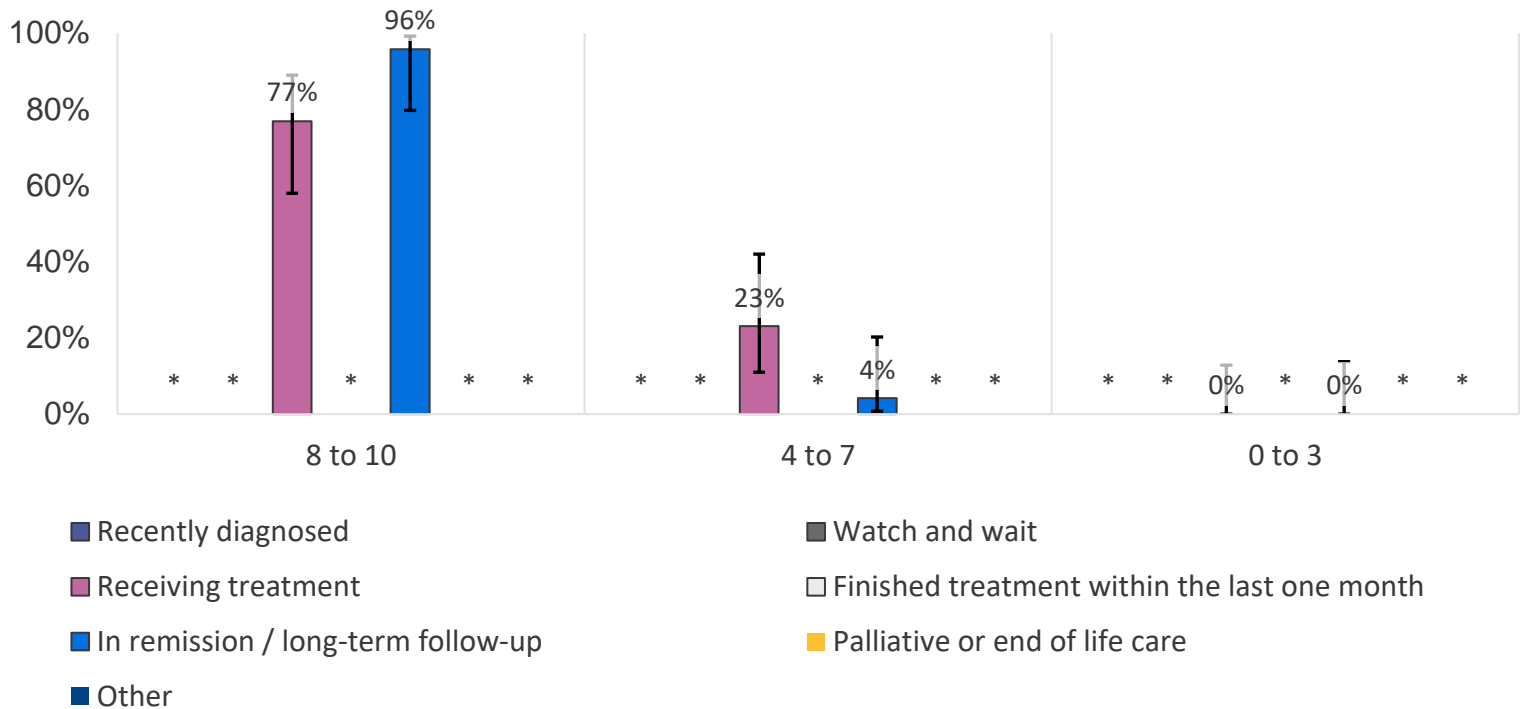 96%
100%
77%
80%
60%
40%
23%
20%
4%
* * * * * * * * * * 0% * 0% * *
0%
8 to 10 4 to 7 0 to 3
Recently diagnosed Watch and wait
Receiving treatment Finished treatment within the last one month
In remission / long-term follow-up Palliative or end of life care
Other